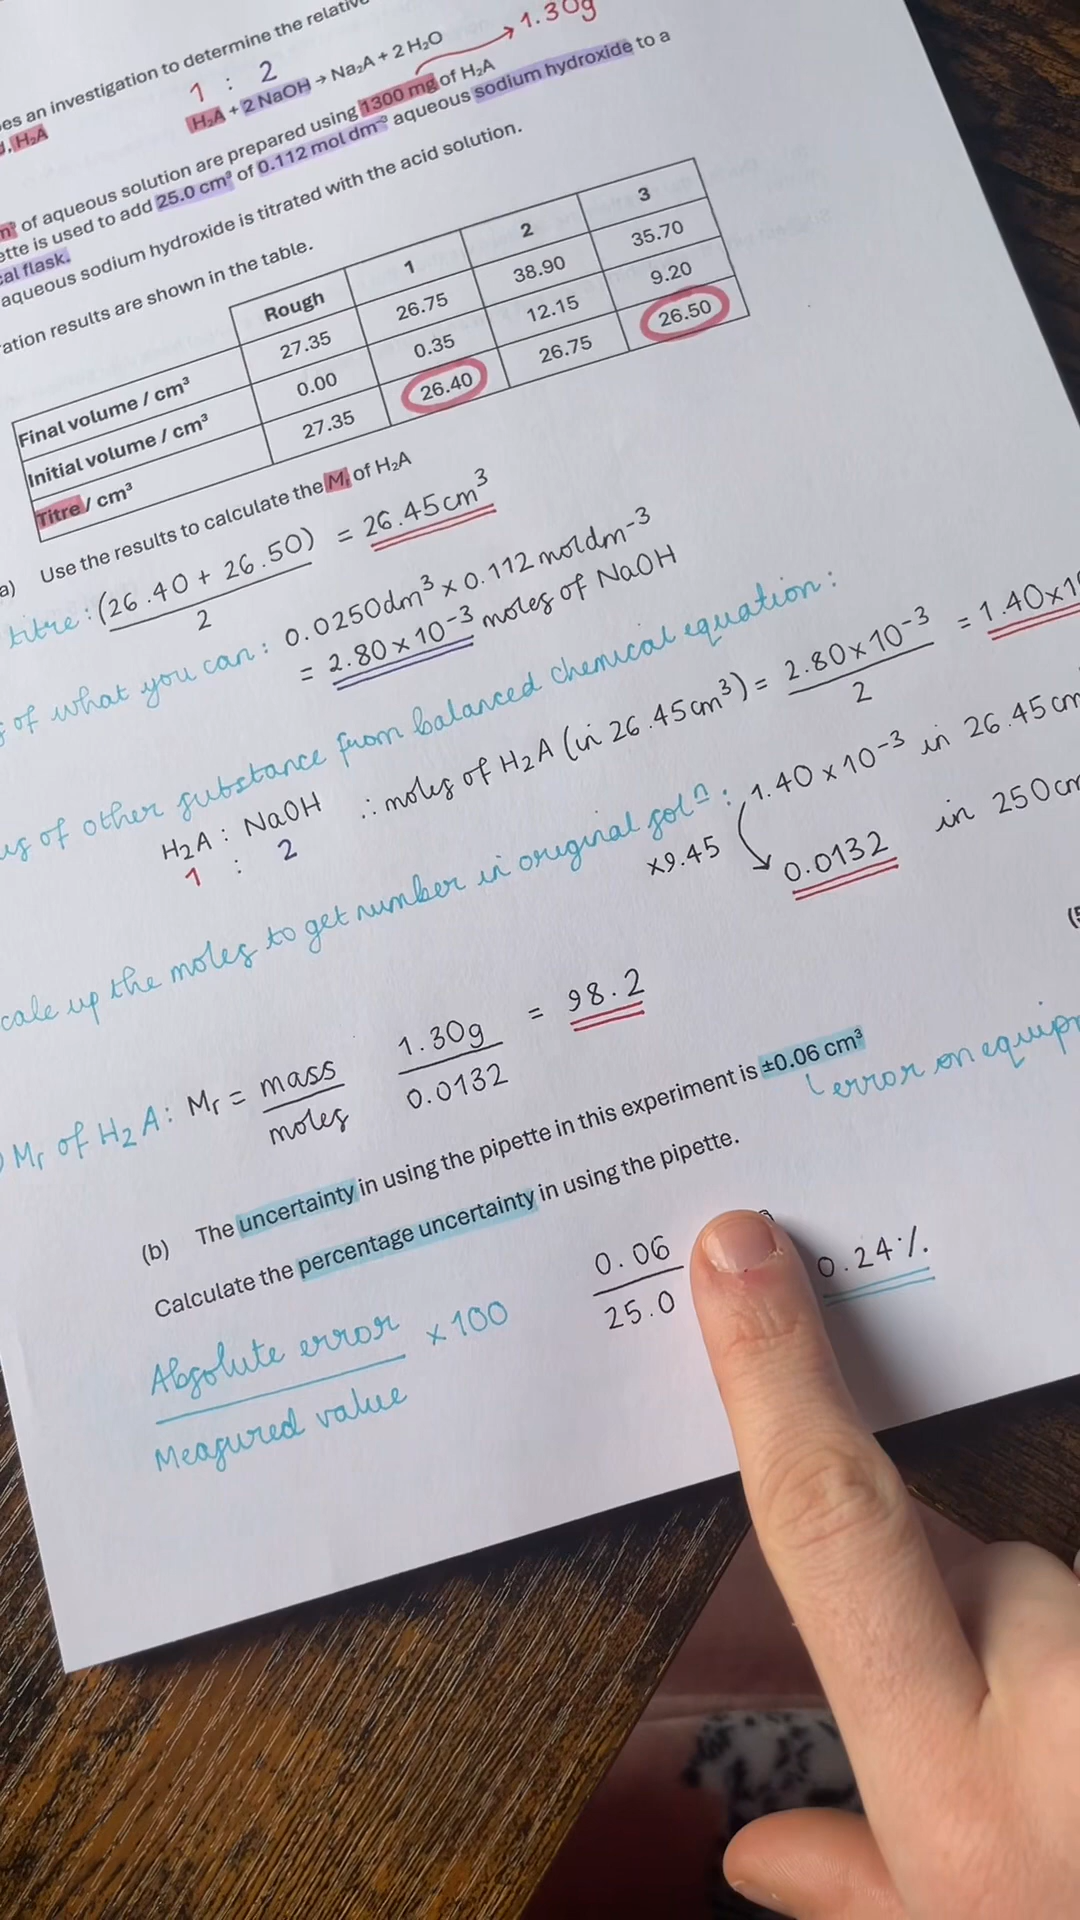 es an investigation to determine the relative
, H₂A
1 : 2
H₂A + 2 NaOH → Na₂A + 2 H₂O
1.30g
of aqueous solution are prepared using 1300 mg of H₂A
ette is used to add 25.0 cm³ of 0.112 mol dm⁻³ aqueous sodium hydroxide to a
cal flask.
aqueous sodium hydroxide is titrated with the acid solution.
ation results are shown in the table.
Rough 1 2 3
Final volume / cm³ 27.35 26.75 38.90 35.70
Initial volume / cm³ 0.00 0.35 12.15 9.20
Titre / cm³ 27.35 26.40 26.75 26.50
a) Use the results to calculate the Mᵣ of H₂A
titre: (26.40 + 26.50) / 2 = 26.45cm³
of what you can: 0.0250dm³ x 0.112 moldm⁻³
= 2.80 x 10⁻³ moles of NaOH
of other substance from balanced chemical equation:
H₂A : NaOH ∴ moles of H₂A (in 26.45cm³) = 2.80 x 10⁻³ / 2 = 1.40x10
1 : 2
cale up the moles to get number in original solⁿ: 1.40 x 10⁻³ in 26.45cm
x9.45 0.0132 in 250cm
(5
Mr of H₂A: Mr = mass / moles 1.30g / 0.0132 = 98.2
(b) The uncertainty in using the pipette in this experiment is ±0.06 cm³
error on equip
Calculate the percentage uncertainty in using the pipette.
Absolute error / Measured value x 100 0.06 / 25.0 0.24%